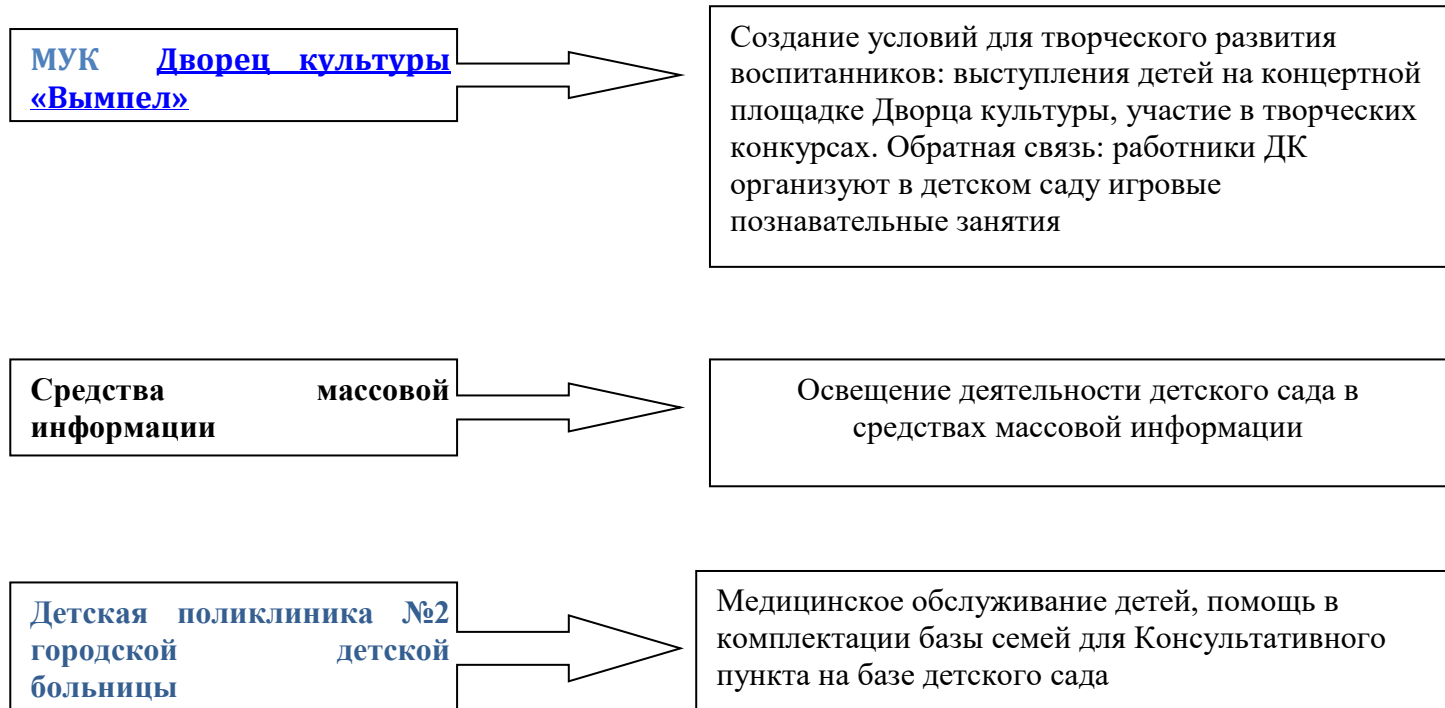 МУК Дворец культуры
«Вымпел»
Создание условий для творческого развития
воспитанников: выступления детей на концертной
площадке Дворца культуры, участие в творческих
конкурсах. Обратная связь: работники ДК
организуют в детском саду игровые
познавательные занятия
Средства массовой
информации
Освещение деятельности детского сада в
средствах массовой информации
Детская поликлиника №2
городской детской
больницы
Медицинское обслуживание детей, помощь в
комплектации базы семей для Консультативного
пункта на базе детского сада